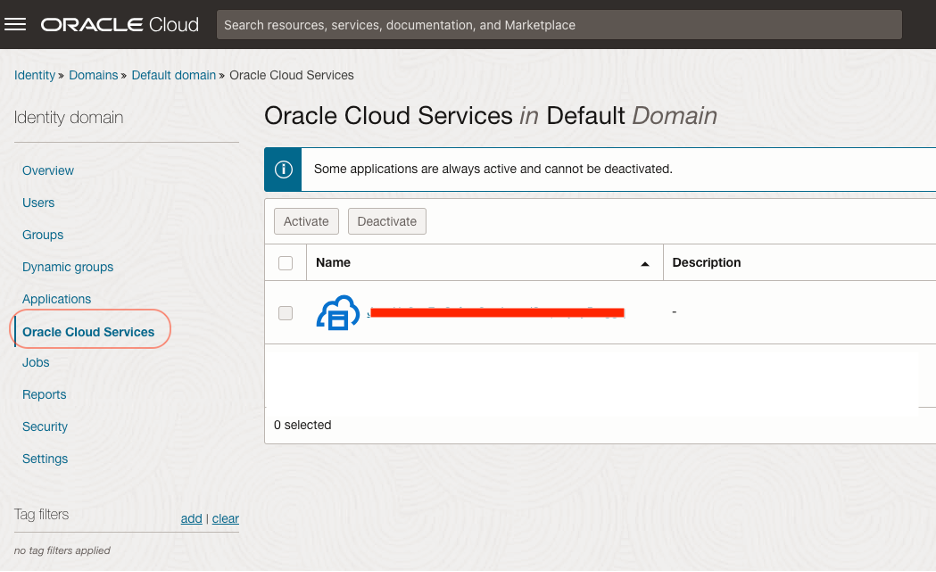 ORACLE Cloud
Search resources, services, documentation, and Marketplace
Identity » Domains » Default domain » Oracle Cloud Services
Identity domain
Overview
Users
Groups
Dynamic groups
Applications
Oracle Cloud Services
Jobs
Reports
Security
Settings
Tag filters add | clear
no tag filters applied
Oracle Cloud Services in Default Domain
Some applications are always active and cannot be deactivated.
Activate Deactivate
Name Description
-
0 selected